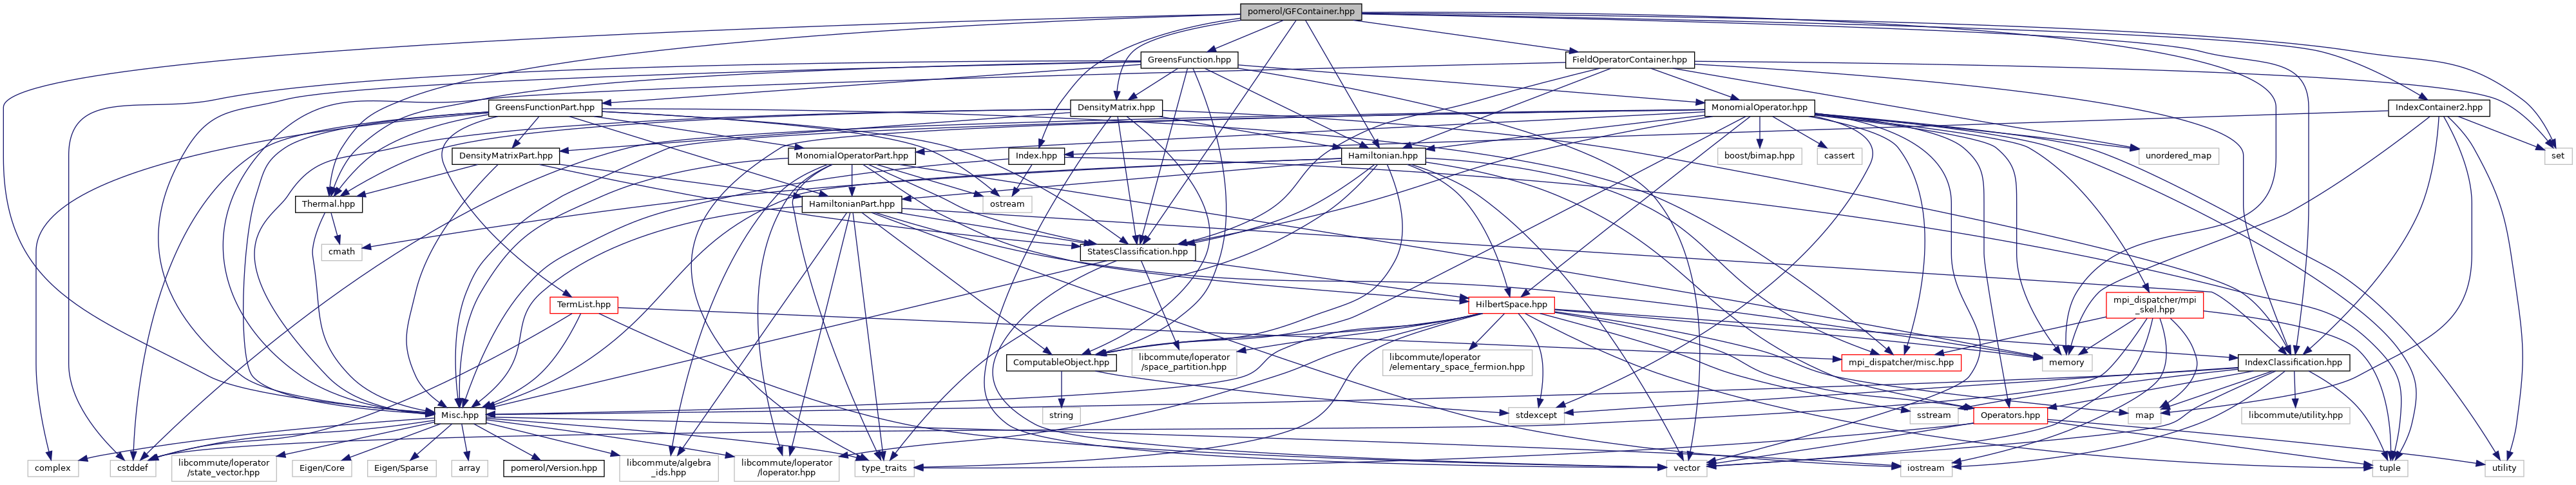 pomerol/GFContainer.hpp
GreensFunction.hpp
FieldOperatorContainer.hpp
GreensFunctionPart.hpp
DensityMatrix.hpp
MonomialOperator.hpp
IndexContainer2.hpp
DensityMatrixPart.hpp
MonomialOperatorPart.hpp
Index.hpp
Hamiltonian.hpp
boost/bimap.hpp
cassert
unordered_map
set
Thermal.hpp
HamiltonianPart.hpp
ostream
cmath
StatesClassification.hpp
TermList.hpp
HilbertSpace.hpp
mpi_dispatcher/mpi
_skel.hpp
ComputableObject.hpp
libcommute/loperator
/space_partition.hpp
libcommute/loperator
/elementary_space_fermion.hpp
mpi_dispatcher/misc.hpp
memory
IndexClassification.hpp
Misc.hpp
string
stdexcept
sstream
Operators.hpp
map
libcommute/utility.hpp
complex
cstddef
libcommute/loperator
/state_vector.hpp
Eigen/Core
Eigen/Sparse
array
pomerol/Version.hpp
libcommute/algebra
_ids.hpp
libcommute/loperator
/loperator.hpp
type_traits
vector
iostream
tuple
utility